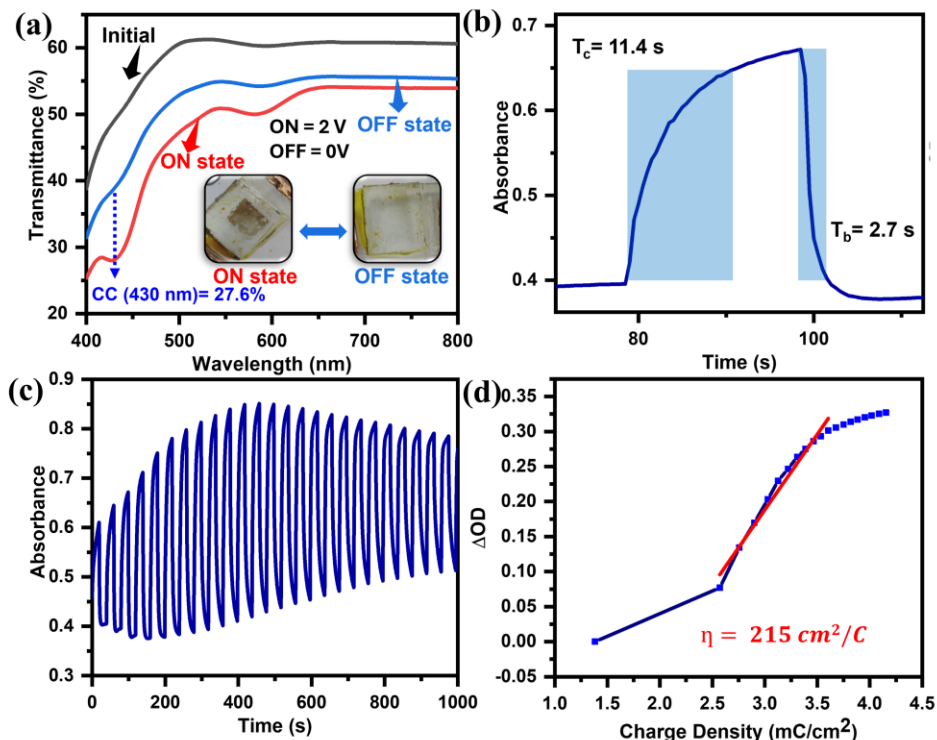 (a)
Initial
ON = 2 V
OFF = 0V
OFF state
ON state
ON state
OFF state
CC (430 nm)= 27.6%
Transmittance (%)
60
50
40
30
20
400
500
600
700
800
Wavelength (nm)
(b)
T_c= 11.4 s
T_b= 2.7 s
Absorbance
0.7
0.6
0.5
0.4
80
100
Time (s)
(c)
Absorbance
0.9
0.8
0.7
0.6
0.5
0.4
0.3
0
200
400
600
800
1000
Time (s)
(d)
ΔOD
0.35
0.30
0.25
0.20
0.15
0.10
0.05
0.00
-0.05
η = 215 cm²/C
1.0
1.5
2.0
2.5
3.0
3.5
4.0
4.5
Charge Density (mC/cm²)